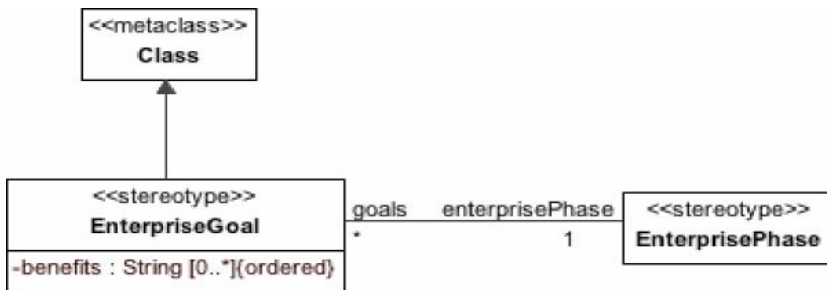 <<metaclass>>
Class
<<stereotype>>
EnterpriseGoal
-benefits : String [0..*]{ordered}
goals
enterprisePhase
*
1
<<stereotype>>
EnterprisePhase